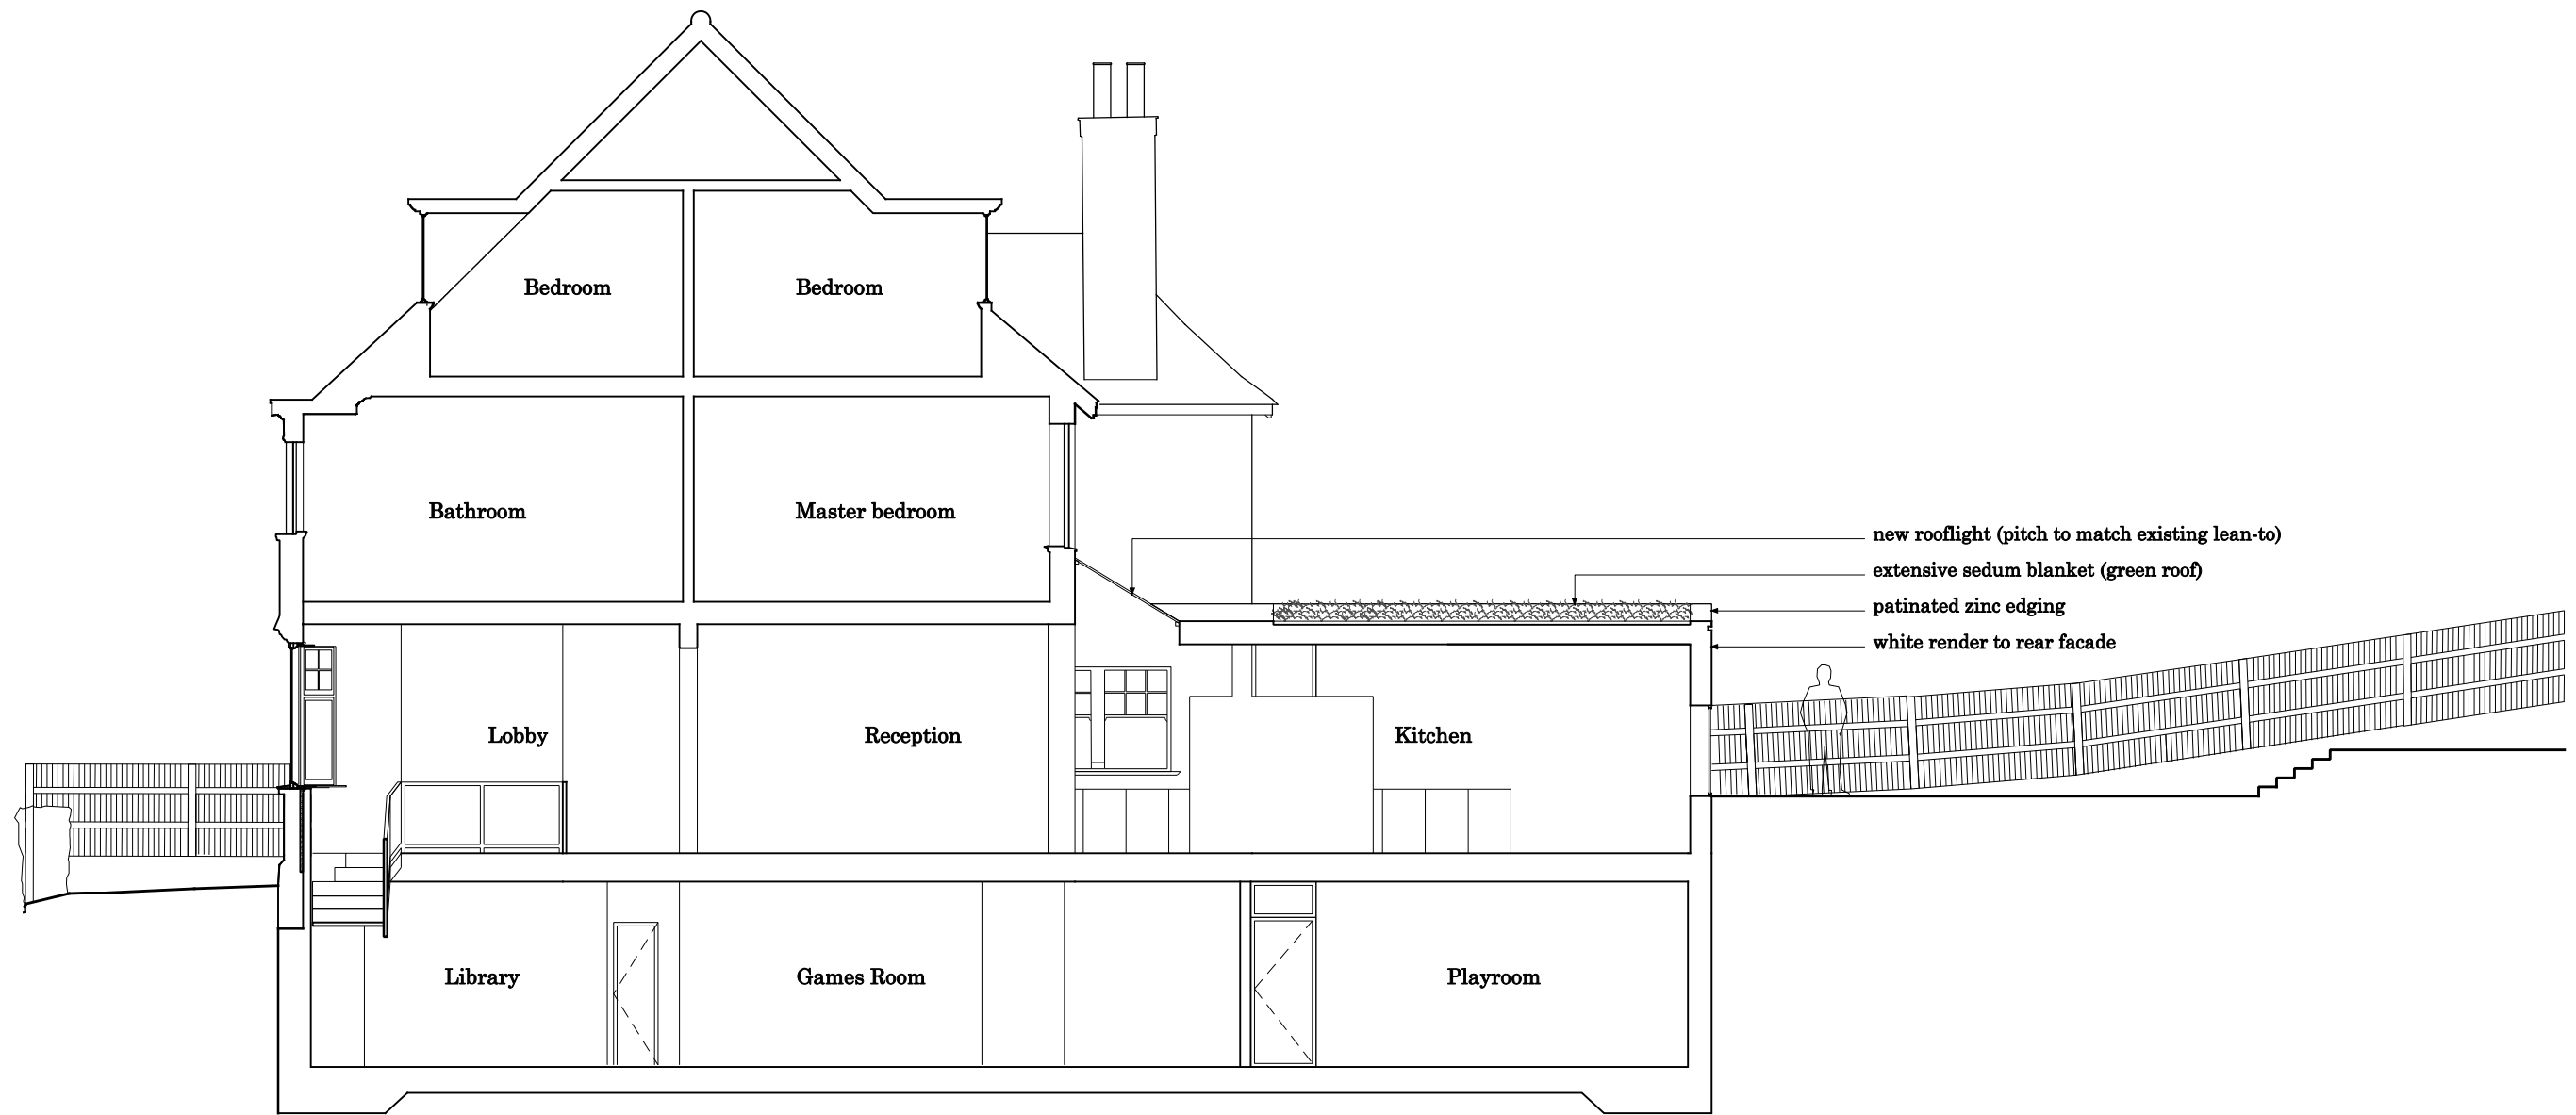 Bedroom
Bedroom
Bathroom
Master bedroom
new rooflight (pitch to match existing lean-to)
extensive sedum blanket (green roof)
patinated zinc edging
white render to rear facade
Lobby
Reception
Kitchen
Library
Games Room
Playroom